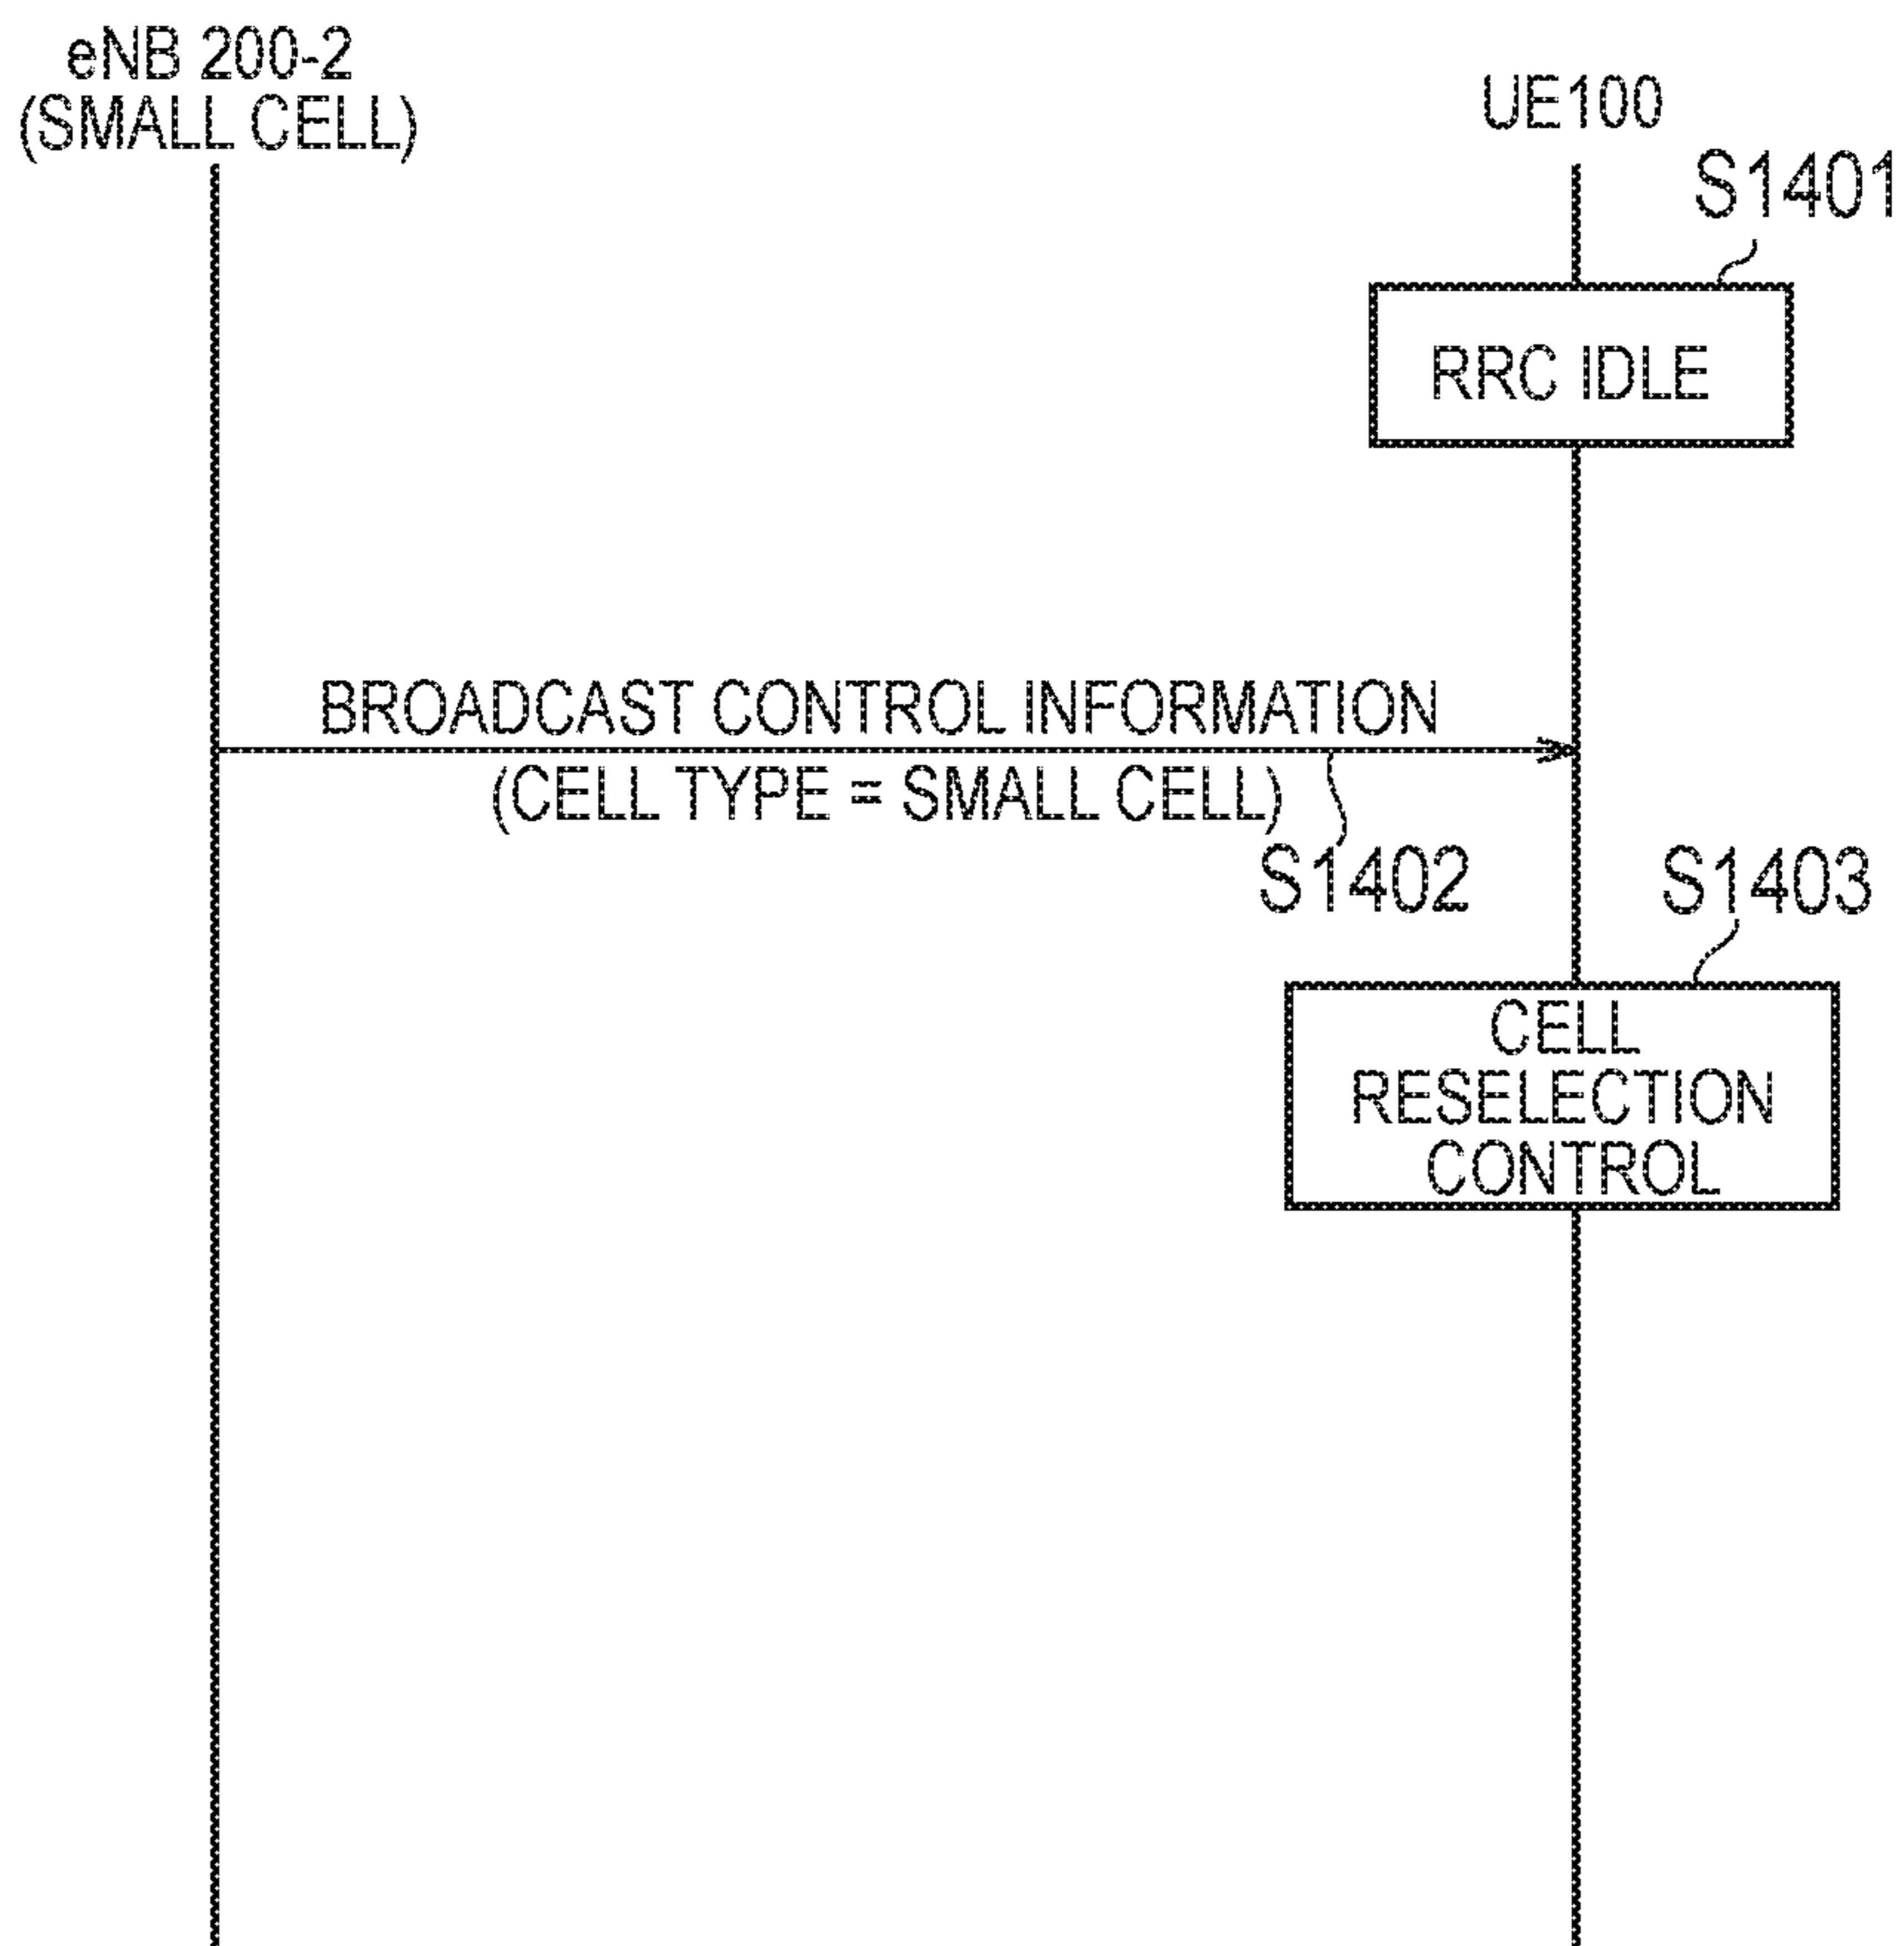 eNB 200-2
(SMALL CELL)
UE100
S1401
RRC IDLE
BROADCAST CONTROL INFORMATION
(CELL TYPE = SMALL CELL)
S1402
S1403
CELL
RESELECTION
CONTROL